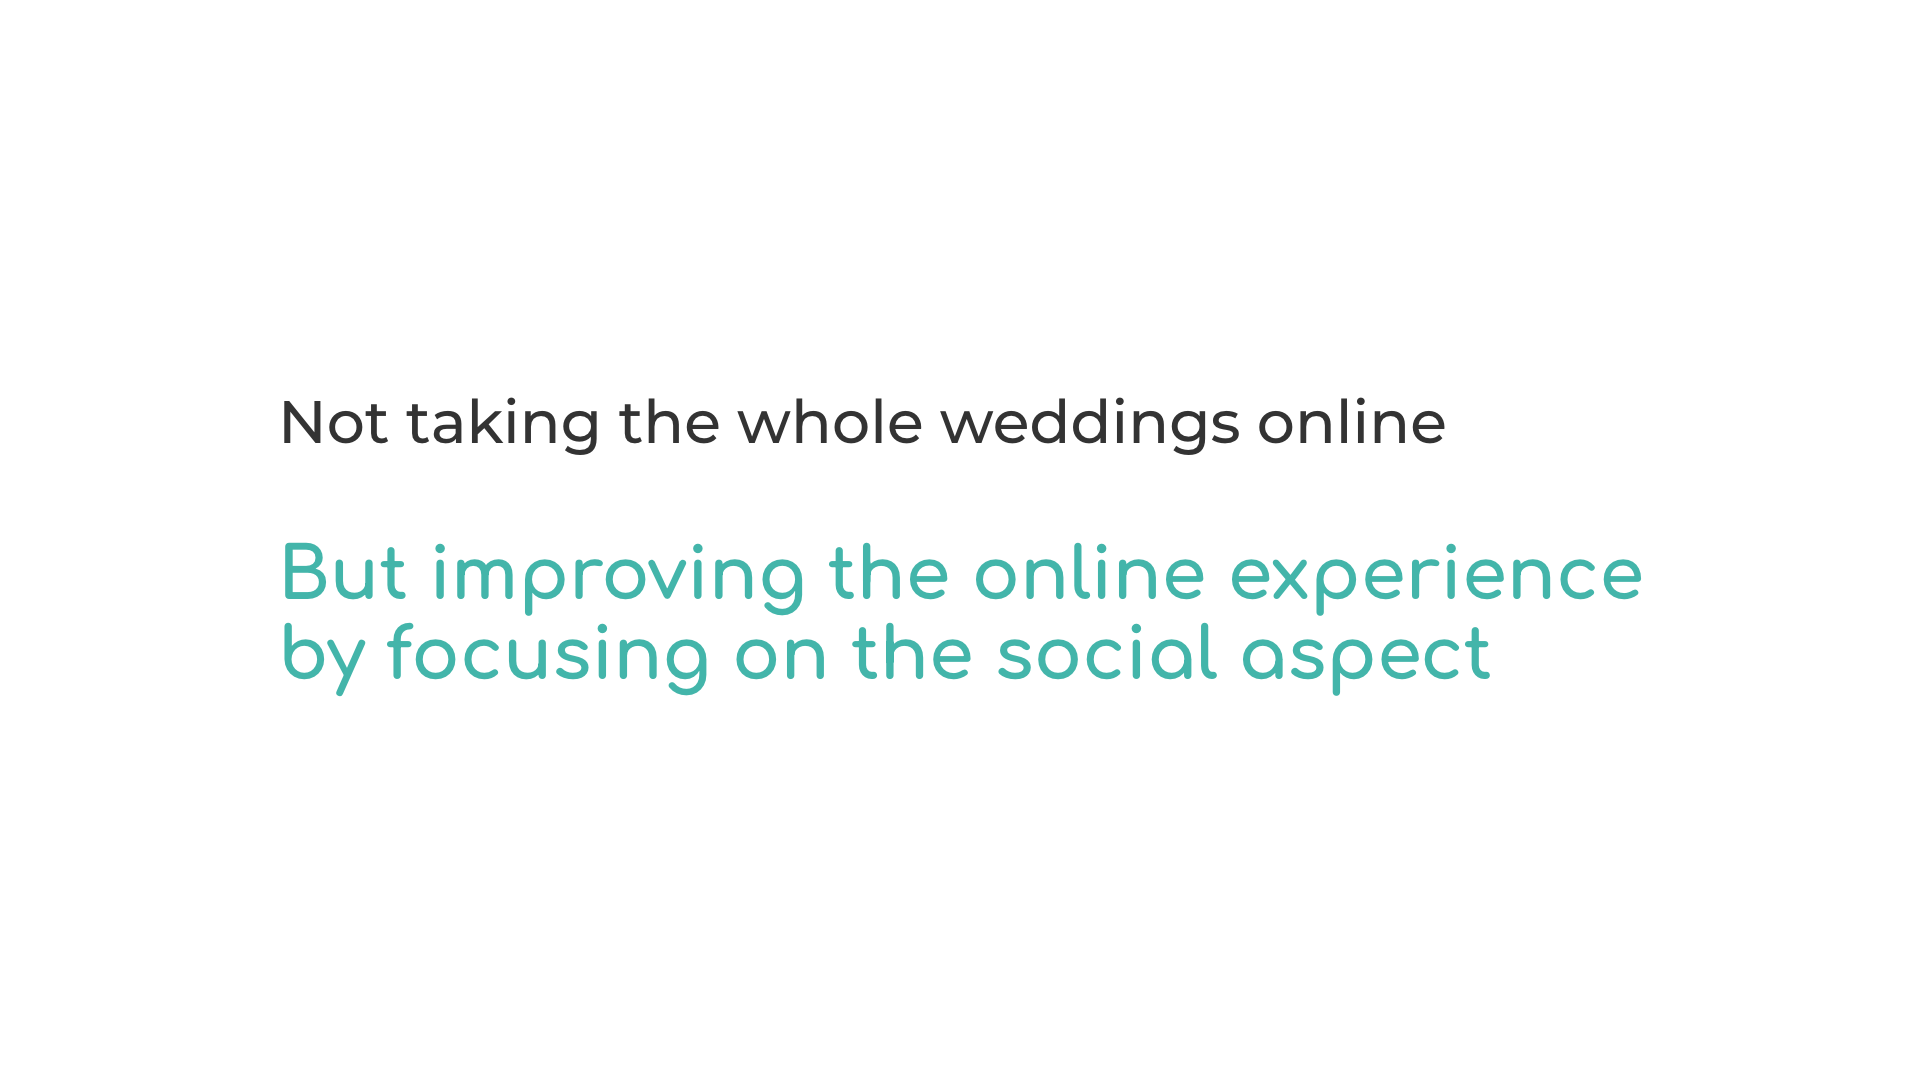 Not taking the whole weddings online
But improving the online experience
by focusing on the social aspect